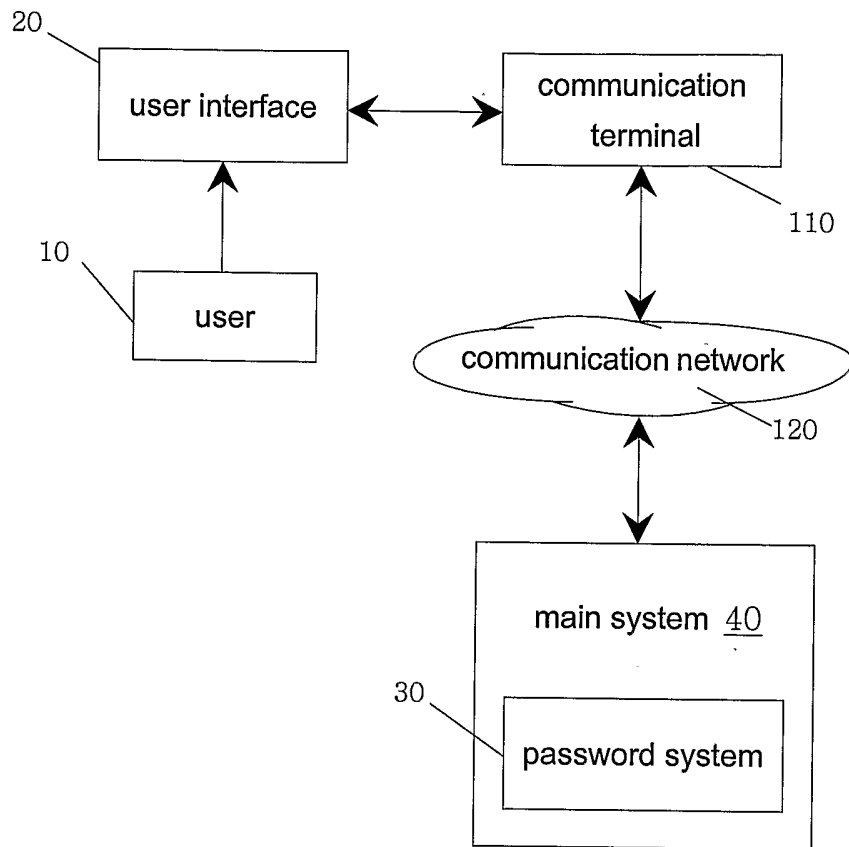 20
user interface
communication
terminal
110
10
user
communication network
120
main system 40
30
password system